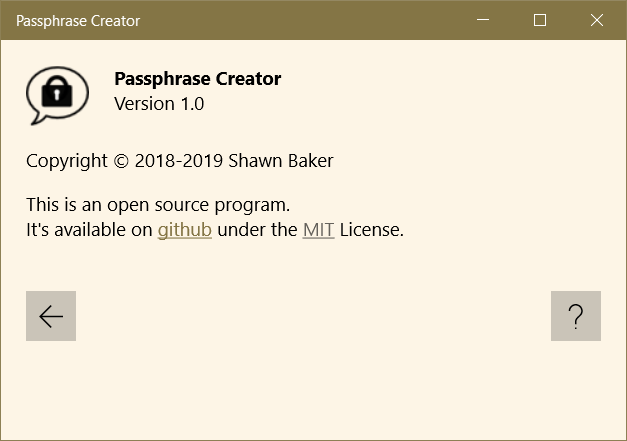 Passphrase Creator
Passphrase Creator
Version 1.0
Copyright © 2018-2019 Shawn Baker
This is an open source program.
It's available on github under the MIT License.
?